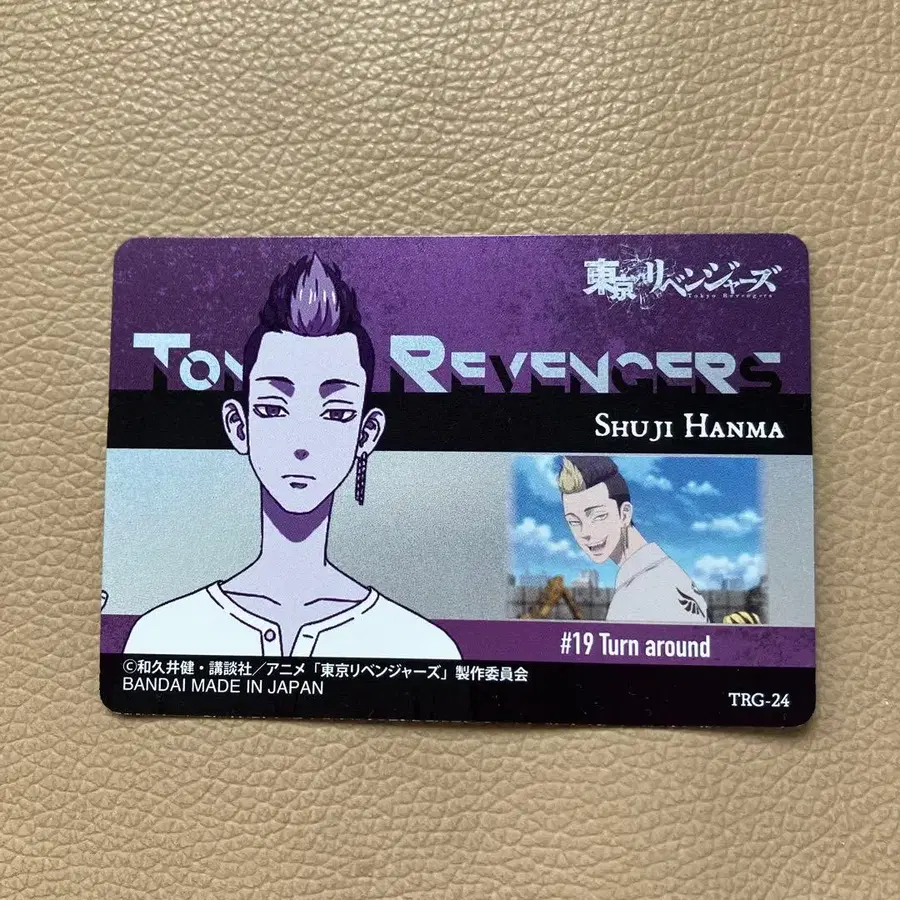 東京リベンジャーズ
Tokyo Revengers
TOKYO REVENGERS
SHUJI HANMA
#19 Turn around
©和久井健・講談社／アニメ「東京リベンジャーズ」製作委員会
BANDAI MADE IN JAPAN
TRG-24